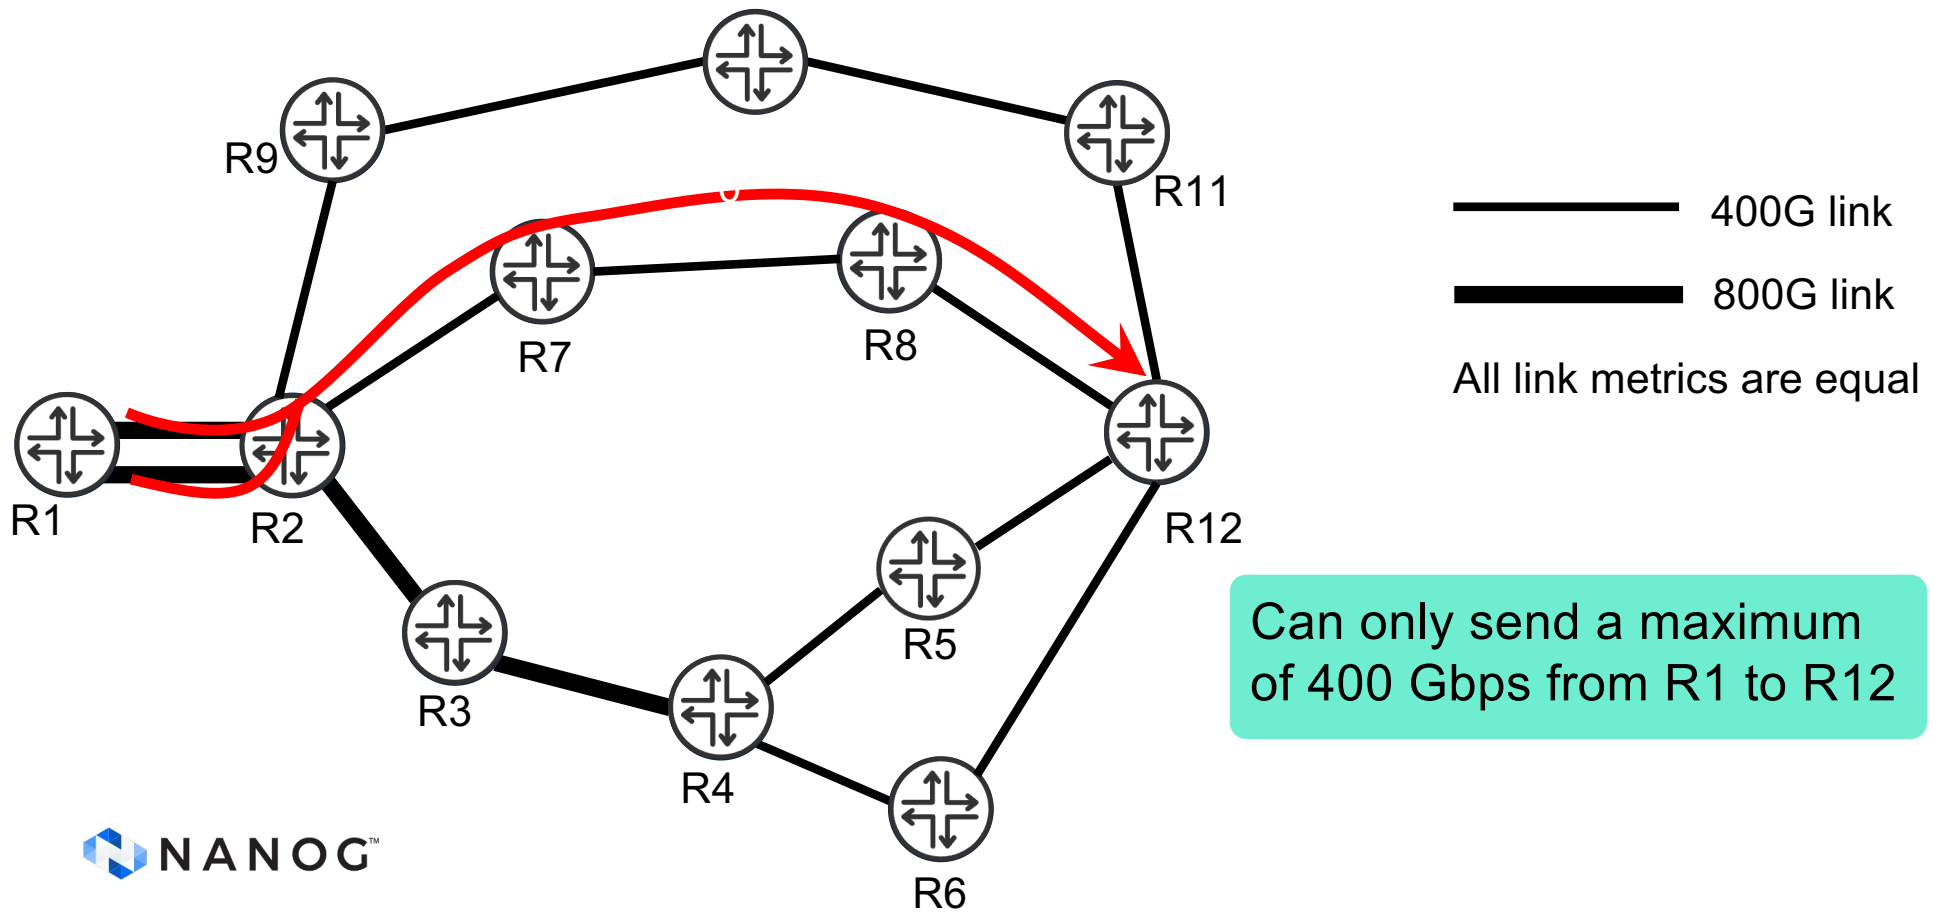 R9
R11
400G link
800G link
R7
R8
All link metrics are equal
R1
R2
R12
R5
Can only send a maximum
of 400 Gbps from R1 to R12
R3
R4
R6
NANOG™